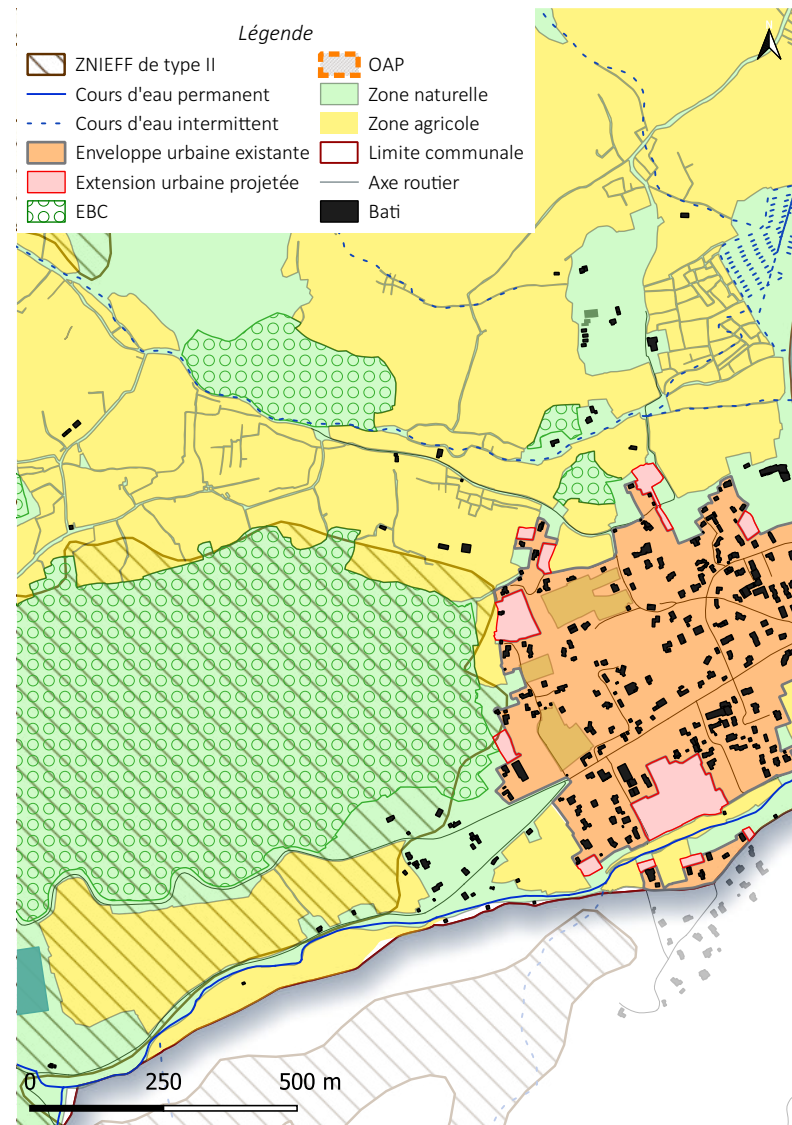 Légende
ZNIEFF de type II
Cours d'eau permanent
Cours d'eau intermittent
Enveloppe urbaine existante
Extension urbaine projetée
EBC
OAP
Zone naturelle
Zone agricole
Limite communale
Axe routier
Bati
N
0 250 500 m